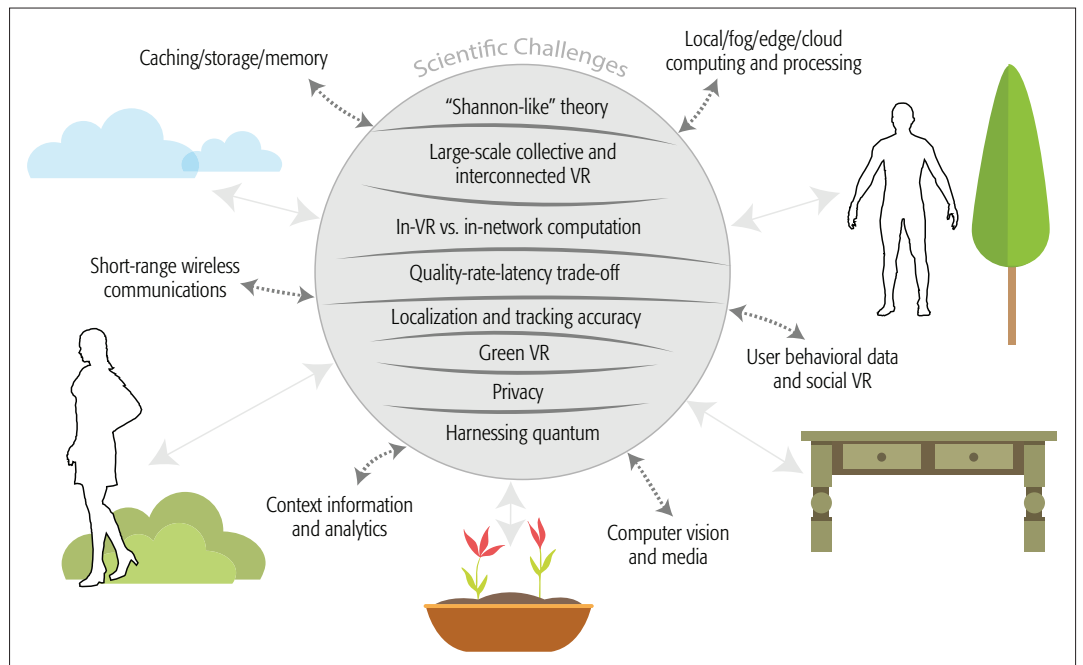 Scientific Challenges
Caching/storage/memory
Local/fog/edge/cloud
computing and processing
“Shannon-like” theory
Large-scale collective and
interconnected VR
In-VR vs. in-network computation
Quality-rate-latency trade-off
Localization and tracking accuracy
Green VR
Privacy
Harnessing quantum
Short-range wireless
communications
User behavioral data
and social VR
Context information
and analytics
Computer vision
and media